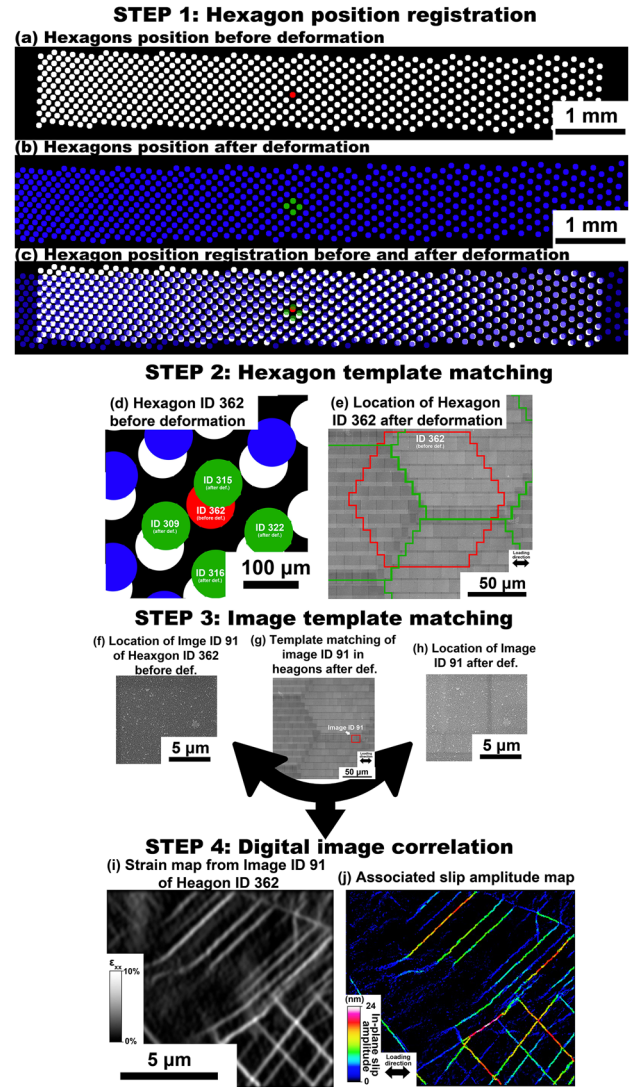 STEP 1: Hexagon position registration
(a) Hexagons position before deformation
1 mm
(b) Hexagons position after deformation
1 mm
(c) Hexagon position registration before and after deformation
STEP 2: Hexagon template matching
(d) Hexagon ID 362
before deformation
ID 315
(after def.)
ID 362
(before def.)
ID 309
(after def.)
ID 322
(after def.)
ID 316
(after def.)
100 µm
(e) Location of Hexagon
ID 362 after deformation
ID 362
(before def.)
Loading
direction
50 µm
STEP 3: Image template matching
(f) Location of Imge ID 91
of Heaxgon ID 362
before def.
5 µm
(g) Template matching of
image ID 91 in
heagons after def.
Image ID 91
Loading
direction
50 µm
(h) Location of Image
ID 91 after def.
5 µm
STEP 4: Digital image correlation
(i) Strain map from Image ID 91
of Heagon ID 362
εxx
10%
0%
5 µm
(j) Associated slip amplitude map
(nm)
24
0
In-plane slip
amplitude
Loading
direction